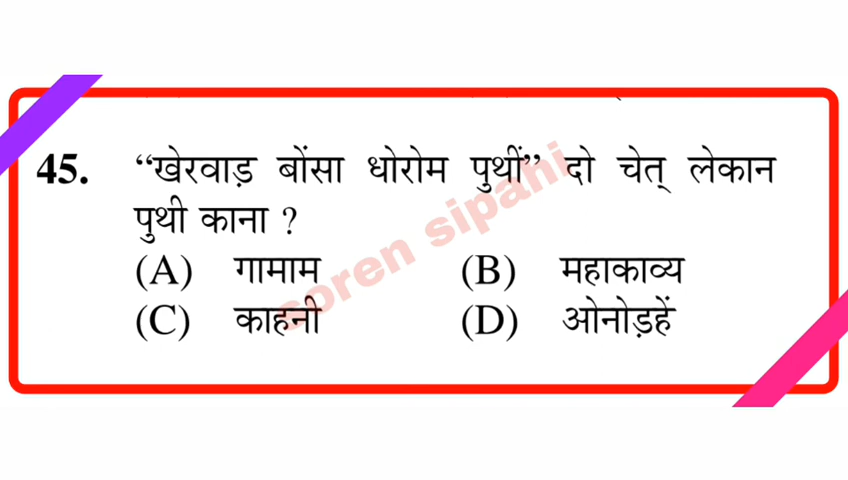 45. “खेरवाड़ बोंसा धोरोम पुथीं” दो चेत् लेकान
पुथी काना ?
(A) गामाम (B) महाकाव्य
(C) काहनी (D) ओनोड़हें
soren sipahi